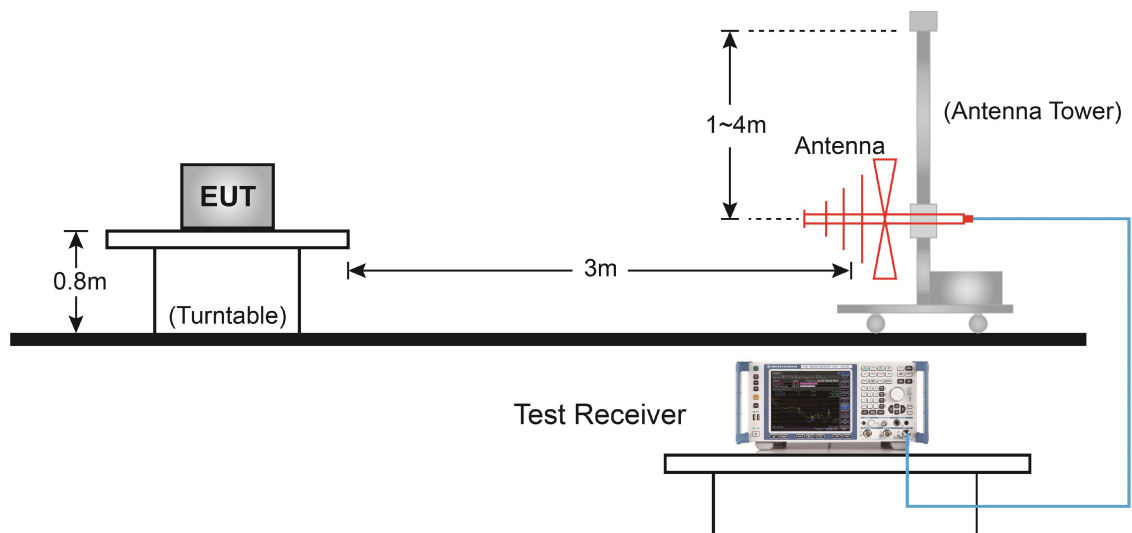 (Antenna Tower)
1~4m
Antenna
EUT
3m
0.8m
(Turntable)
Test Receiver